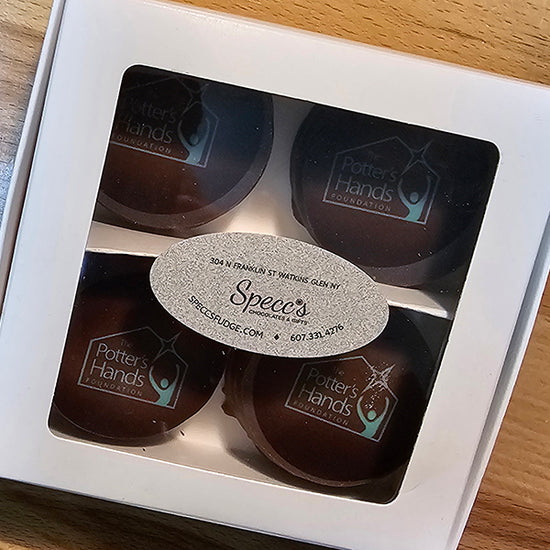 The
Potter's
Hands
FOUNDATION
The
Potter's
Hands
FOUNDATION
304 N FRANKLIN ST WATKINS GLEN NY
Specc's
CHOCOLATES & GIFTS
SPECCSFUDGE.COM ♦ 607.331.4276
The
Potter's
Hands
FOUNDATION
The
Potter's
Hands
FOUNDATION